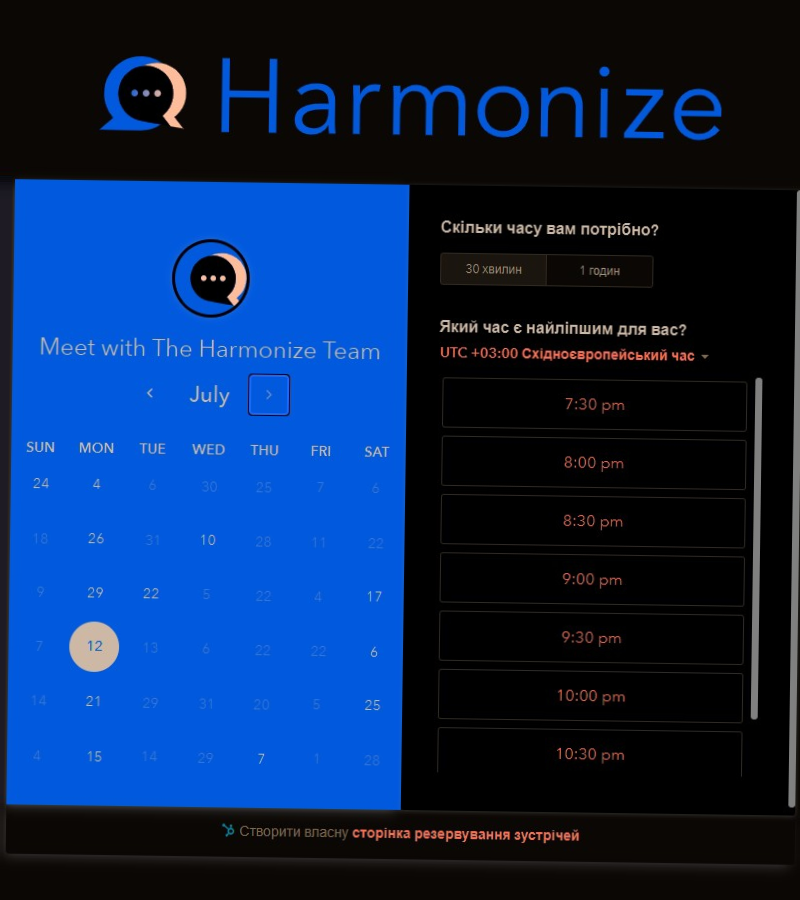 Harmonize
Meet with The Harmonize Team
July
SUN MON TUE WED THU FRI SAT
24 4 6 30 25 7 6
18 26 31 10 28 11 22
9 29 22 5 22 4 17
7 12 13 6 22 22 6
14 21 29 31 20 5 25
4 15 14 29 7 1 28
Скільки часу вам потрібно?
30 хвилин 1 годин
Який час є найліпшим для вас?
UTC +03:00 Східноєвропейський час
7:30 pm
8:00 pm
8:30 pm
9:00 pm
9:30 pm
10:00 pm
10:30 pm
Створити власну сторінка резервування зустрічей